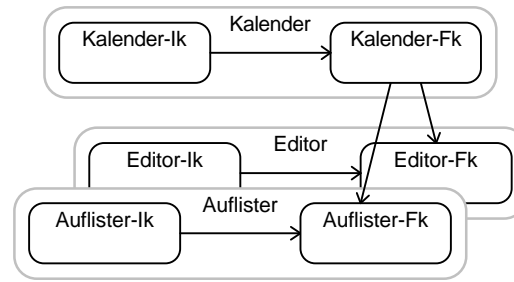 Kalender
Kalender-Ik
Kalender-Fk
Editor
Editor-Ik
Editor-Fk
Auflister
Auflister-Ik
Auflister-Fk